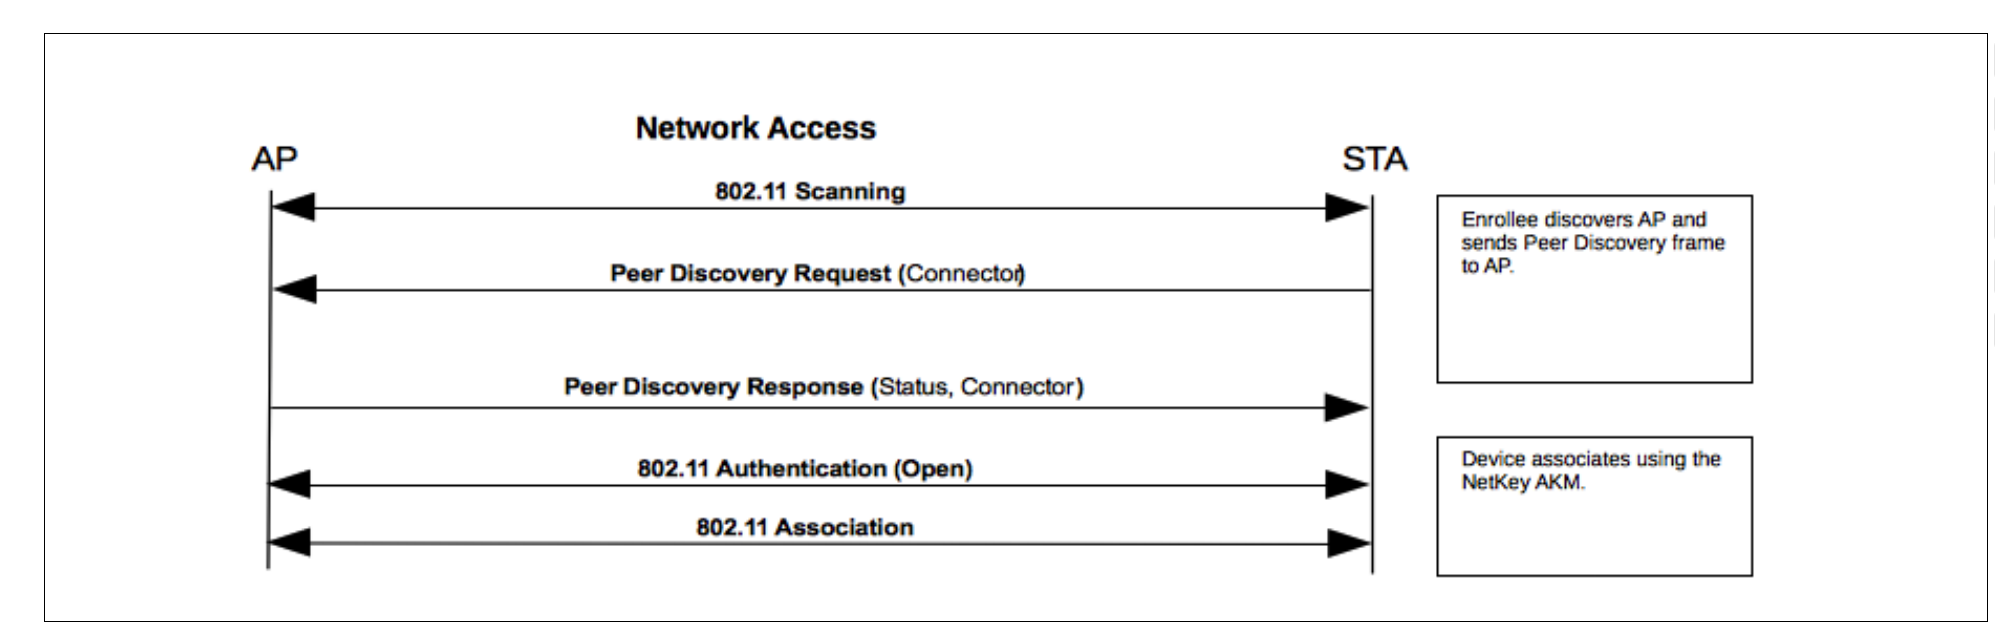 Network Access
AP
STA
802.11 Scanning
Enrollee discovers AP and
sends Peer Discovery frame
to AP.
Peer Discovery Request (Connector)
Peer Discovery Response (Status, Connector)
802.11 Authentication (Open)
Device associates using the
NetKey AKM.
802.11 Association